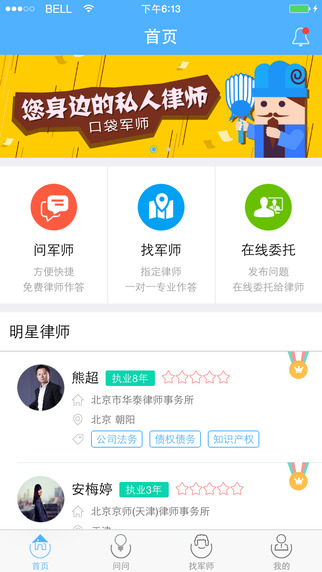 BELL 下午6:13
首页
您身边的私人律师
口袋军师
问军师 找军师 在线委托
方便快捷 指定律师 发布问题
免费律师作答 一对一专业作答 在线委托给律师
明星律师
熊超 执业8年
北京市华泰律师事务所
北京 朝阳
公司法务 债权债务 知识产权
安梅婷 执业3年
北京京师(天津)律师事务所
天津
首页 问问 找军师 我的